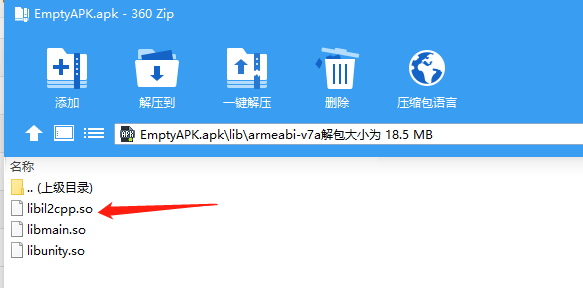 EmptyAPK.apk - 360 Zip
添加
解压到
一键解压
删除
压缩包语言
APK
EmptyAPK.apk\lib\armeabi-v7a解包大小为 18.5 MB
名称
.. (上级目录)
libil2cpp.so
libmain.so
libunity.so